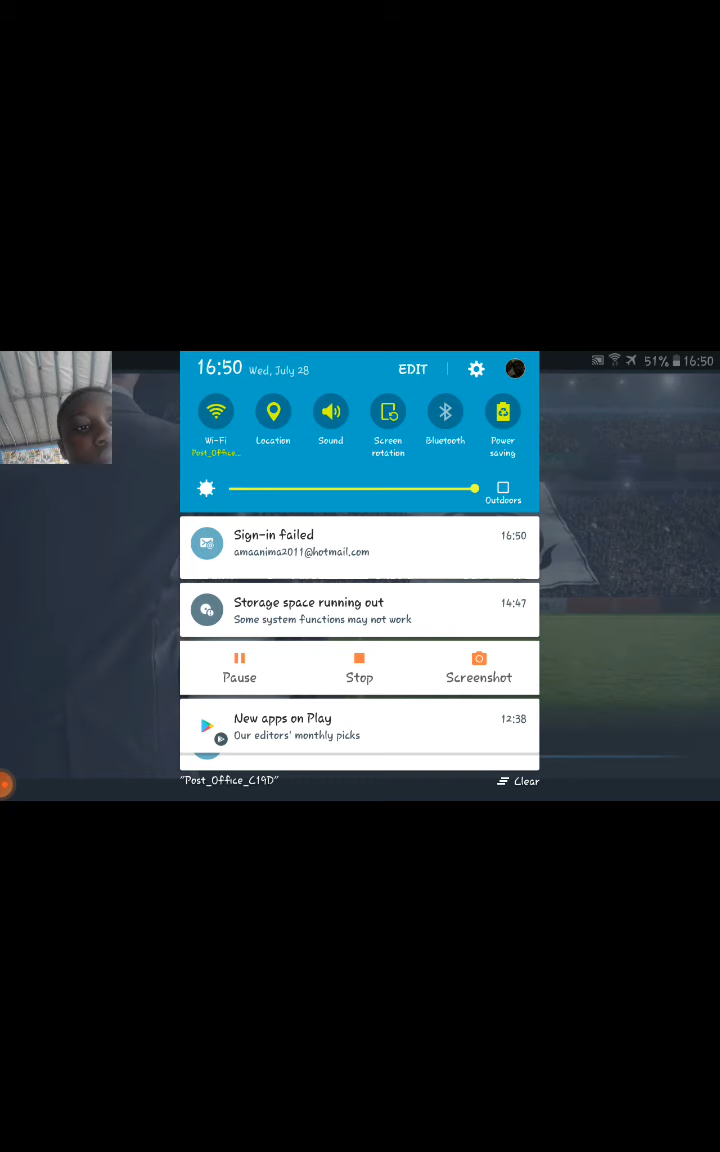 16:50 Wed, July 28 EDIT
51% 16:50
Wi-Fi Location Sound Screen rotation Bluetooth Power saving
Post_Office...
Outdoors
Sign-in failed 16:50
amaanima2011@hotmail.com
Storage space running out 14:47
Some system functions may not work
Pause Stop Screenshot
New apps on Play 12:38
Our editors' monthly picks
"Post_Office_C19D" Clear